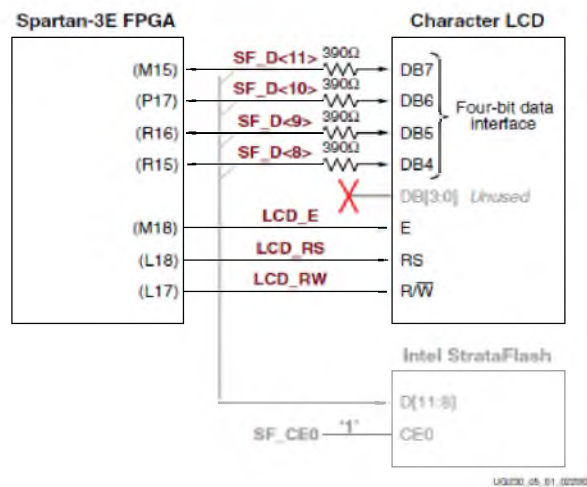 Spartan-3E FPGA
Character LCD
(M15) SF_D<11> 390Ω DB7
(P17) SF_D<10> 390Ω DB6
(R16) SF_D<9> 390Ω DB5
(R15) SF_D<8> 390Ω DB4
Four-bit data
interface
DB[3:0] Unused
(M18) LCD_E E
(L18) LCD_RS RS
(L17) LCD_RW R/W̅
Intel StrataFlash
D[11:8]
SF_CE0 '1' CE0